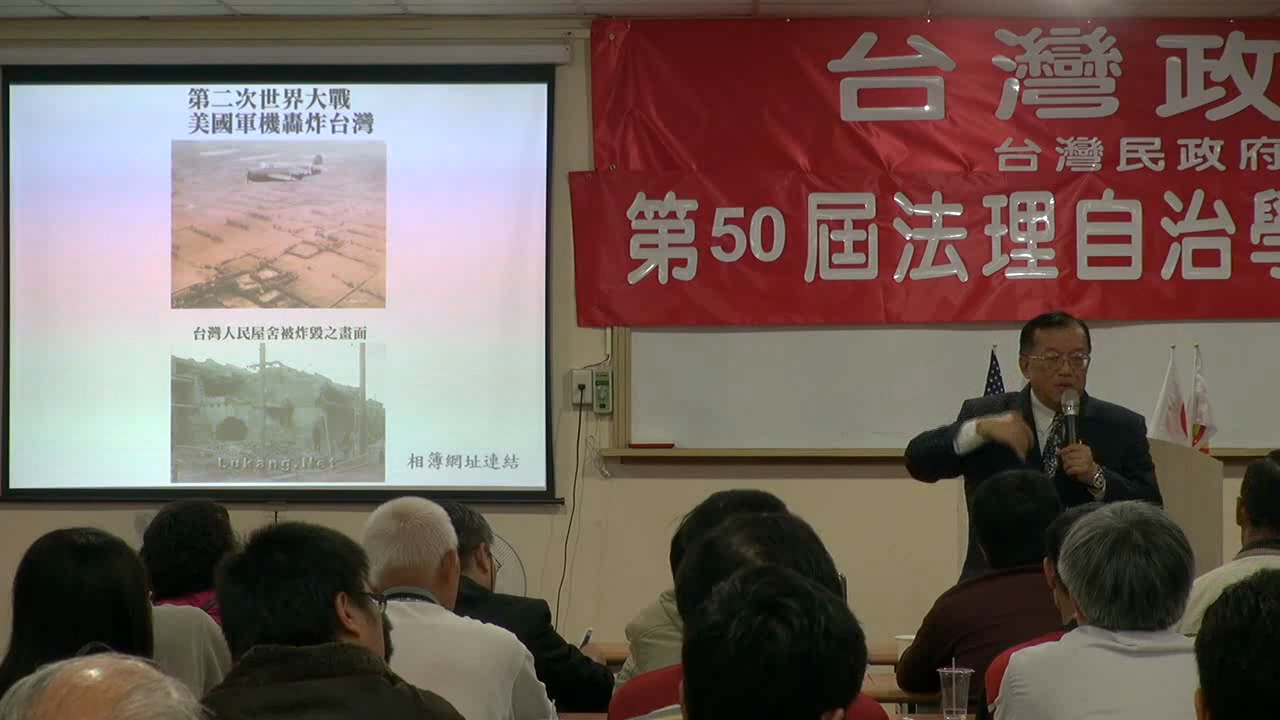 第二次世界大戰
美國軍機轟炸台灣
台灣人民屋舍被炸毀之畫面
Lukang.Net
相簿網址連結
台灣政
台灣民政府
第50屆法理自治學